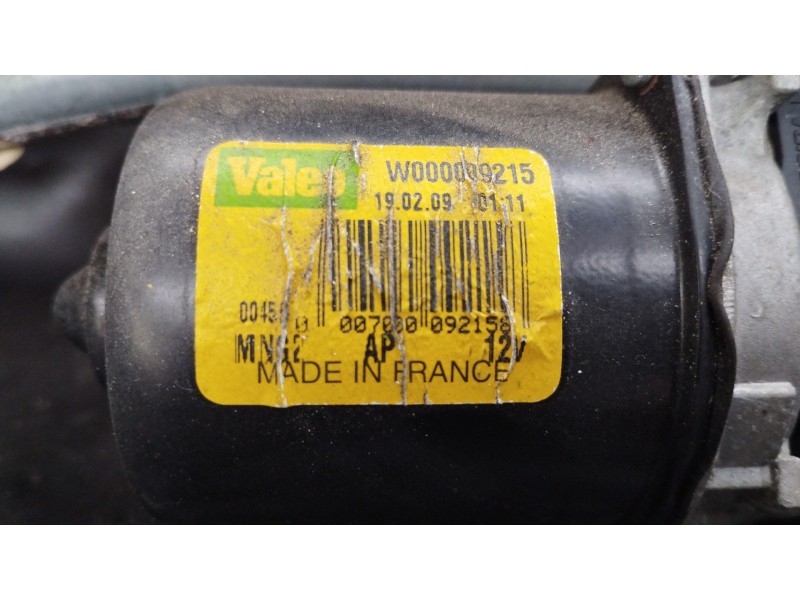 Valeo W000009215
19.02.09 01:11
007000 092158
AP 12V
MADE IN FRANCE